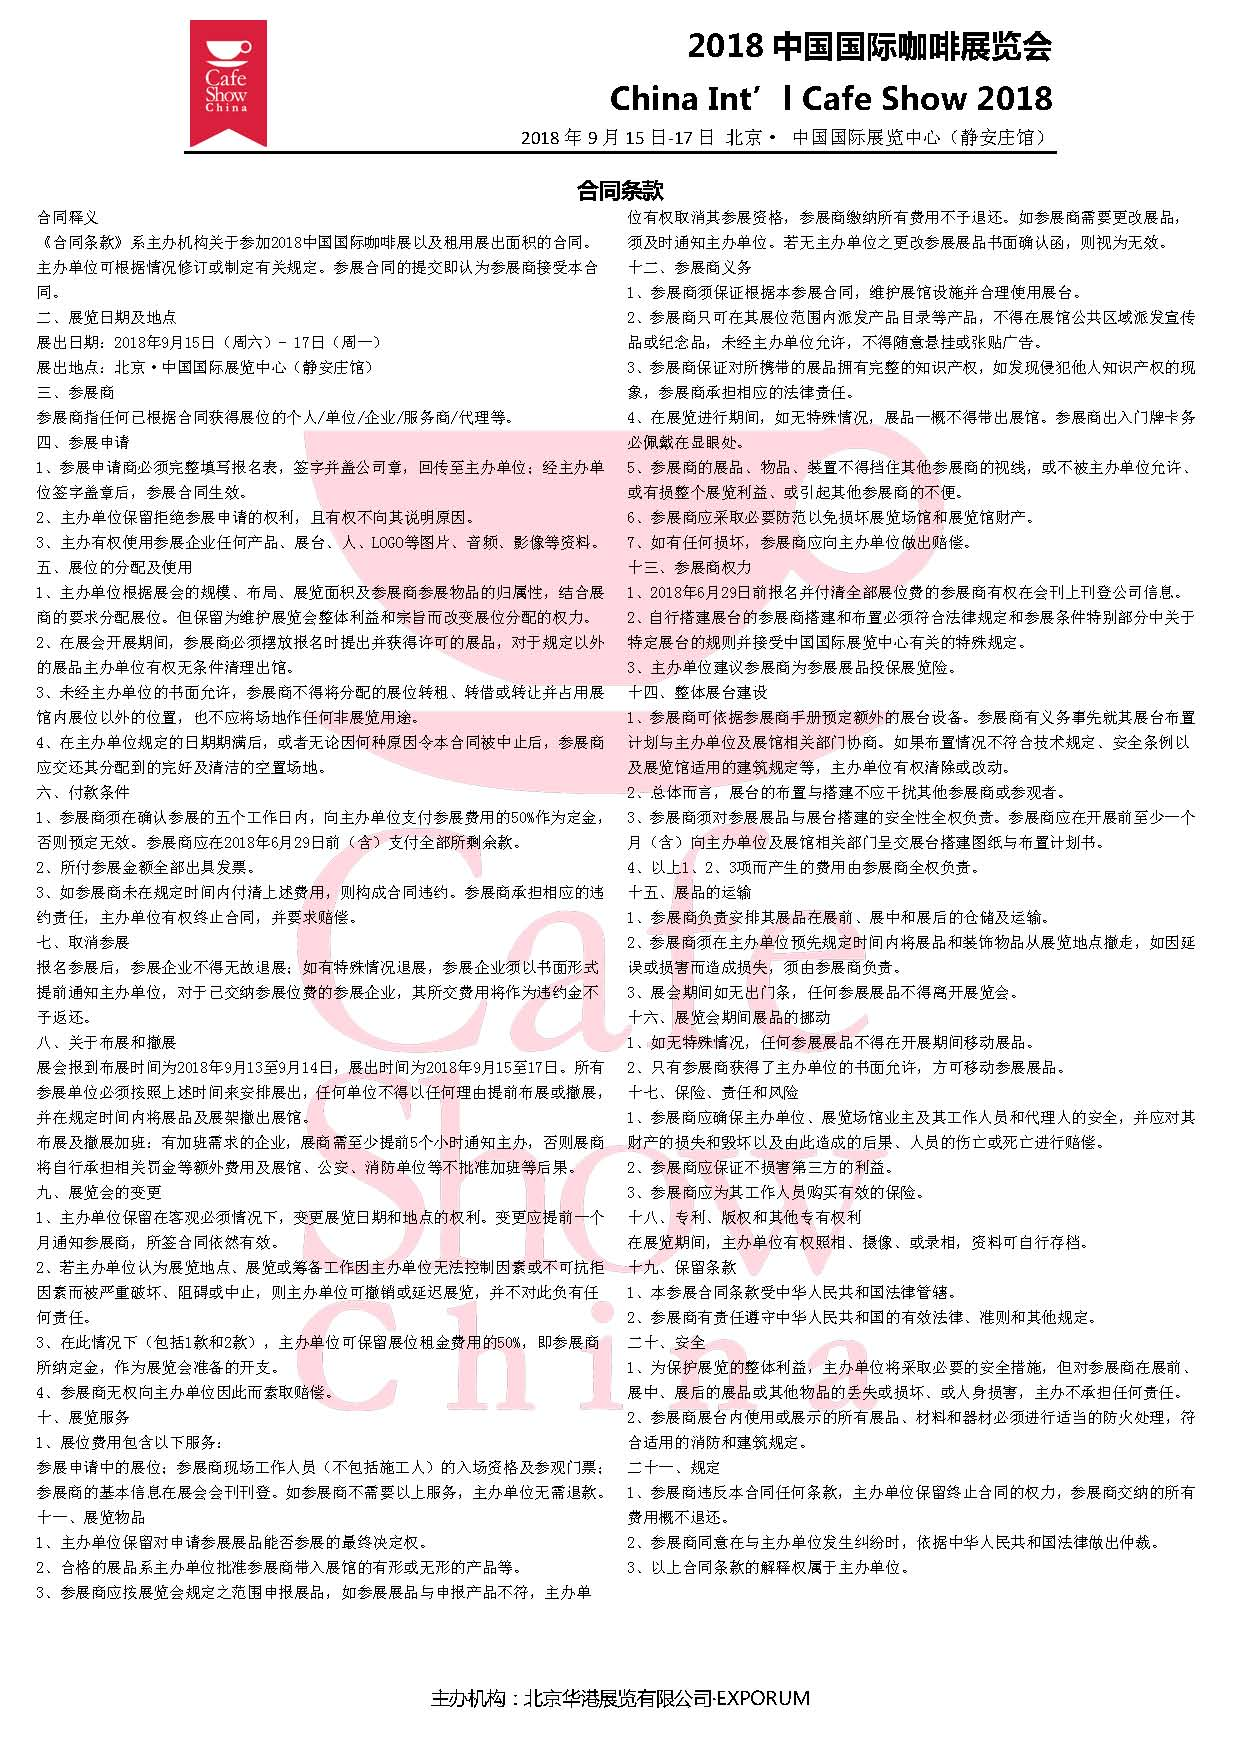 Cafe
Show
China
2018 中国国际咖啡展览会
China Int’l Cafe Show 2018
2018 年 9 月 15 日-17 日 北京· 中国国际展览中心（静安庄馆）
合同条款
合同释义
《合同条款》系主办机构关于参加2018中国国际咖啡展以及租用展出面积的合同。
主办单位可根据情况修订或制定有关规定。参展合同的提交即认为参展商接受本合
同。
二、展览日期及地点
展出日期：2018年9月15日（周六）- 17日（周一）
展出地点：北京·中国国际展览中心（静安庄馆）
三、参展商
参展商指任何已根据合同获得展位的个人/单位/企业/服务商/代理等。
四、参展申请
1、参展申请商必须完整填写报名表，签字并盖公司章，回传至主办单位；经主办单
位签字盖章后，参展合同生效。
2、主办单位保留拒绝参展申请的权利，且有权不向其说明原因。
3、主办有权使用参展企业任何产品、展台、人、LOGO等图片、音频、影像等资料。
五、展位的分配及使用
1、主办单位根据展会的规模、布局、展览面积及参展商参展物品的归属性，结合展
商的要求分配展位。但保留为维护展览会整体利益和宗旨而改变展位分配的权力。
2、在展会开展期间，参展商必须摆放报名时提出并获得许可的展品，对于规定以外
的展品主办单位有权无条件清理出馆。
3、未经主办单位的书面允许，参展商不得将分配的展位转租、转借或转让并占用展
馆内展位以外的位置，也不应将场地作任何非展览用途。
4、在主办单位规定的日期期满后，或者无论因何种原因令本合同被中止后，参展商
应交还其分配到的完好及清洁的空置场地。
六、付款条件
1、参展商须在确认参展的五个工作日内，向主办单位支付参展费用的50%作为定金，
否则预定无效。参展商应在2018年6月29日前（含）支付全部所剩余款。
2、所付参展金额全部出具发票。
3、如参展商未在规定时间内付清上述费用，则构成合同违约。参展商承担相应的违
约责任，主办单位有权终止合同，并要求赔偿。
七、取消参展
报名参展后，参展企业不得无故退展；如有特殊情况退展，参展企业须以书面形式
提前通知主办单位，对于已交纳参展位费的参展企业，其所交费用将作为违约金不
予返还。
八、关于布展和撤展
展会报到布展时间为2018年9月13至9月14日，展出时间为2018年9月15至17日。所有
参展单位必须按照上述时间来安排展出，任何单位不得以任何理由提前布展或撤展，
并在规定时间内将展品及展架撤出展馆。
布展及撤展加班：有加班需求的企业，展商需至少提前5个小时通知主办，否则展商
将自行承担相关罚金等额外费用及展馆、公安、消防单位等不批准加班等后果。
九、展览会的变更
1、主办单位保留在客观必须情况下，变更展览日期和地点的权利。变更应提前一个
月通知参展商，所签合同依然有效。
2、若主办单位认为展览地点、展览或筹备工作因主办单位无法控制因素或不可抗拒
因素而被严重破坏、阻碍或中止，则主办单位可撤销或延迟展览，并不对此负有任
何责任。
3、在此情况下（包括1款和2款），主办单位可保留展位租金费用的50%，即参展商
所纳定金，作为展览会准备的开支。
4、参展商无权向主办单位因此而索取赔偿。
十、展览服务
1、展位费用包含以下服务：
参展申请中的展位；参展商现场工作人员（不包括施工人）的入场资格及参观门票；
参展商的基本信息在展会会刊刊登。如参展商不需要以上服务，主办单位无需退款。
十一、展览物品
1、主办单位保留对申请参展展品能否参展的最终决定权。
2、合格的展品系主办单位批准参展商带入展馆的有形或无形的产品等。
3、参展商应按展览会规定之范围申报展品，如参展展品与申报产品不符，主办单
位有权取消其参展资格，参展商缴纳所有费用不予退还。如参展商需要更改展品，
须及时通知主办单位。若无主办单位之更改参展展品书面确认函，则视为无效。
十二、参展商义务
1、参展商须保证根据本参展合同，维护展馆设施并合理使用展台。
2、参展商只可在其展位范围内派发产品目录等产品，不得在展馆公共区域派发宣传
品或纪念品，未经主办单位允许，不得随意悬挂或张贴广告。
3、参展商保证对所携带的展品拥有完整的知识产权，如发现侵犯他人知识产权的现
象，参展商承担相应的法律责任。
4、在展览进行期间，如无特殊情况，展品一概不得带出展馆。参展商出入门牌卡务
必佩戴在显眼处。
5、参展商的展品、物品、装置不得挡住其他参展商的视线，或不被主办单位允许、
或有损整个展览利益、或引起其他参展商的不便。
6、参展商应采取必要防范以免损坏展览场馆和展览馆财产。
7、如有任何损坏，参展商应向主办单位做出赔偿。
十三、参展商权力
1、2018年6月29日前报名并付清全部展位费的参展商有权在会刊上刊登公司信息。
2、自行搭建展台的参展商搭建和布置必须符合法律规定和参展条件特别部分中关于
特定展台的规则并接受中国国际展览中心有关的特殊规定。
3、主办单位建议参展商为参展展品投保展览险。
十四、整体展台建设
1、参展商可依据参展商手册预定额外的展台设备。参展商有义务事先就其展台布置
计划与主办单位及展馆相关部门协商。如果布置情况不符合技术规定、安全条例以
及展览馆适用的建筑规定等，主办单位有权清除或改动。
2、总体而言，展台的布置与搭建不应干扰其他参展商或参观者。
3、参展商须对参展展品与展台搭建的安全性全权负责。参展商应在开展前至少一个
月（含）向主办单位及展馆相关部门呈交展台搭建图纸与布置计划书。
4、以上1、2、3项而产生的费用由参展商全权负责。
十五、展品的运输
1、参展商负责安排其展品在展前、展中和展后的仓储及运输。
2、参展商须在主办单位预先规定时间内将展品和装饰物品从展览地点撤走，如因延
误或损害而造成损失，须由参展商负责。
3、展会期间如无出门条，任何参展展品不得离开展览会。
十六、展览会期间展品的挪动
1、如无特殊情况，任何参展展品不得在开展期间移动展品。
2、只有参展商获得了主办单位的书面允许，方可移动参展展品。
十七、保险、责任和风险
1、参展商应确保主办单位、展览场馆业主及其工作人员和代理人的安全，并应对其
财产的损失和毁坏以及由此造成的后果、人员的伤亡或死亡进行赔偿。
2、参展商应保证不损害第三方的利益。
3、参展商应为其工作人员购买有效的保险。
十八、专利、版权和其他专有权利
在展览期间，主办单位有权照相、摄像、或录相，资料可自行存档。
十九、保留条款
1、本参展合同条款受中华人民共和国法律管辖。
2、参展商有责任遵守中华人民共和国的有效法律、准则和其他规定。
二十、安全
1、为保护展览的整体利益，主办单位将采取必要的安全措施，但对参展商在展前、
展中、展后的展品或其他物品的丢失或损坏、或人身损害，主办不承担任何责任。
2、参展商展台内使用或展示的所有展品、材料和器材必须进行适当的防火处理，符
合适用的消防和建筑规定。
二十一、规定
1、参展商违反本合同任何条款，主办单位保留终止合同的权力，参展商交纳的所有
费用概不退还。
2、参展商同意在与主办单位发生纠纷时，依据中华人民共和国法律做出仲裁。
3、以上合同条款的解释权属于主办单位。
Cafe
Show
China
主办机构：北京华港展览有限公司·EXPORUM